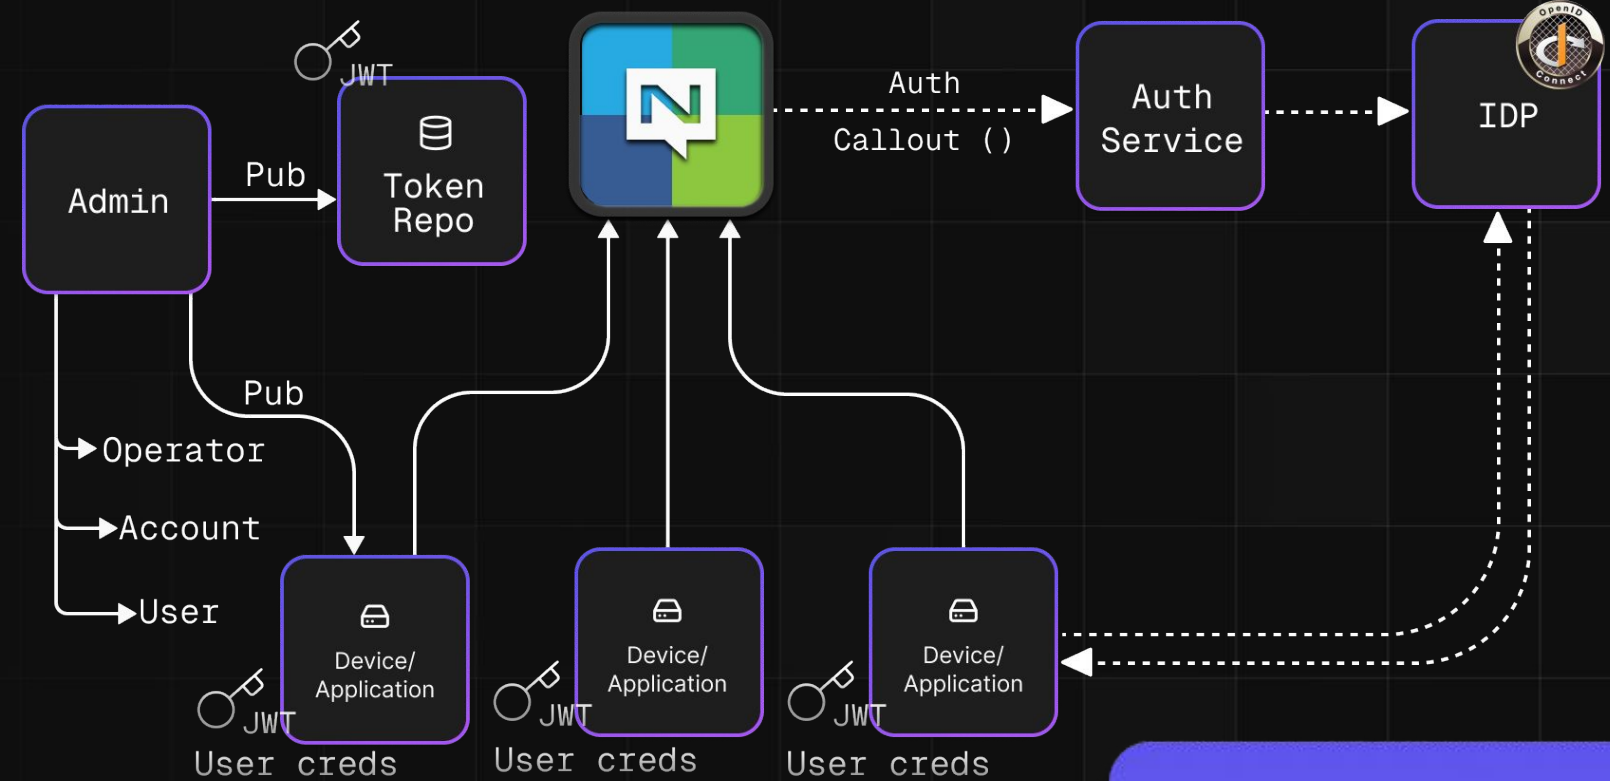 JWT
Admin
Pub
Token
Repo
N
Auth
Callout ()
Auth
Service
IDP
OpenID
Connect
Pub
Operator
Account
User
Device/
Application
JWT
User creds
Device/
Application
JWT
User creds
Device/
Application
JWT
User creds